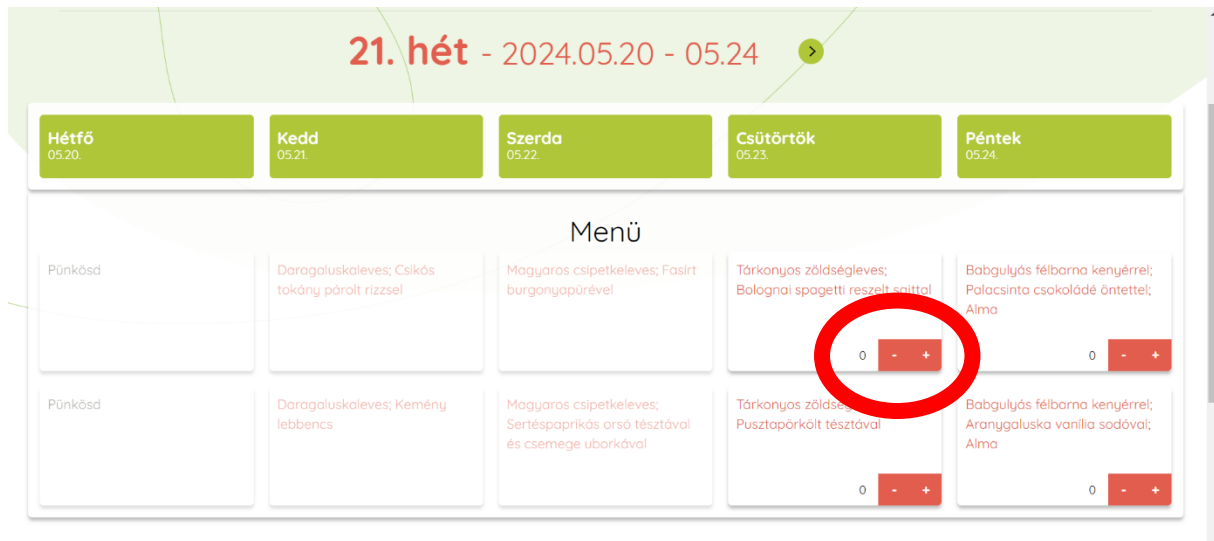 21. hét - 2024.05.20 - 05.24
Hétfő
05.20.
Kedd
05.21.
Szerda
05.22.
Csütörtök
05.23.
Péntek
05.24.
Menü
Pünkösd
Daragaluskaleves; Csikós
tokány párolt rizzsel
Magyaros csipetkeleves; Fasírt
burgonyapürével
Tárkonyos zöldségleves;
Bolognai spagetti reszelt sajttal
0 - +
Babgulyás félbarna kenyérrel;
Palacsinta csokoládé öntettel;
Alma
0 - +
Pünkösd
Daragaluskaleves; Kemény
lebbencs
Magyaros csipetkeleves;
Sertéspaprikás orsó tésztával
és csemege uborkával
Tárkonyos
Pusztapörkölt tésztával
0 - +
Babgulyás félbarna kenyérrel;
Aranygaluska vanília sodóval;
Alma
0 - +